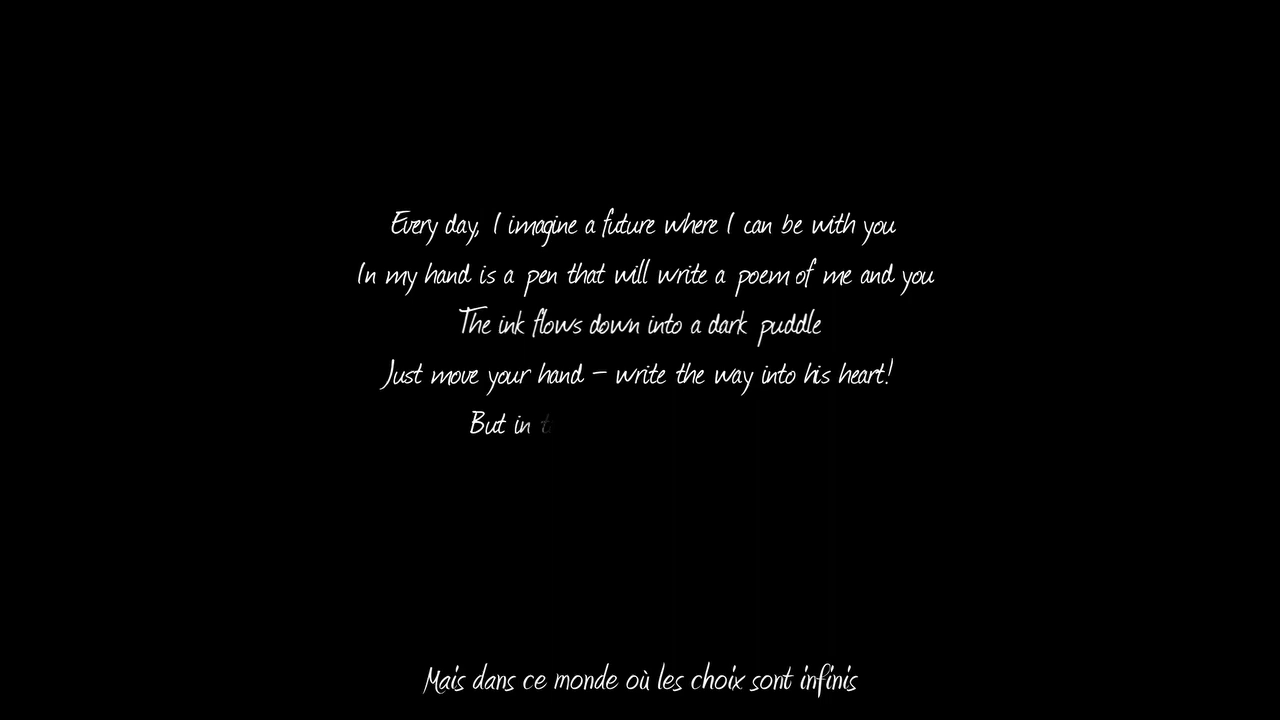 Every day, I imagine a future where I can be with you
In my hand is a pen that will write a poem of me and you
The ink flows down into a dark puddle
Just move your hand – write the way into his heart!
But in
Mais dans ce monde où les choix sont infinis